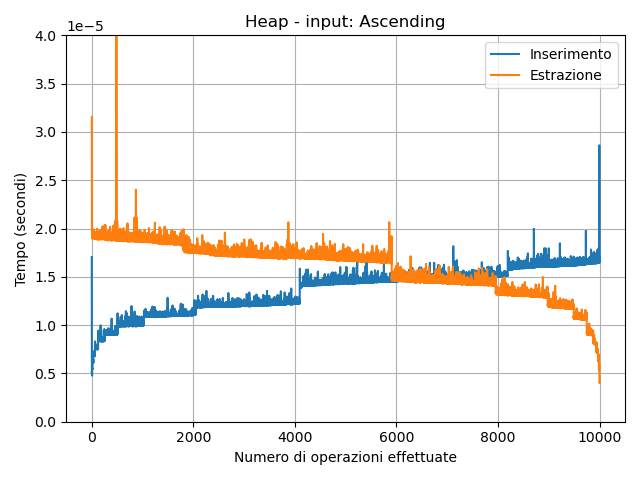 Heap - input: Ascending
1e−5
Inserimento
Estrazione
Tempo (secondi)
4.0
3.5
3.0
2.5
2.0
1.5
1.0
0.5
0.0
0 2000 4000 6000 8000 10000
Numero di operazioni effettuate